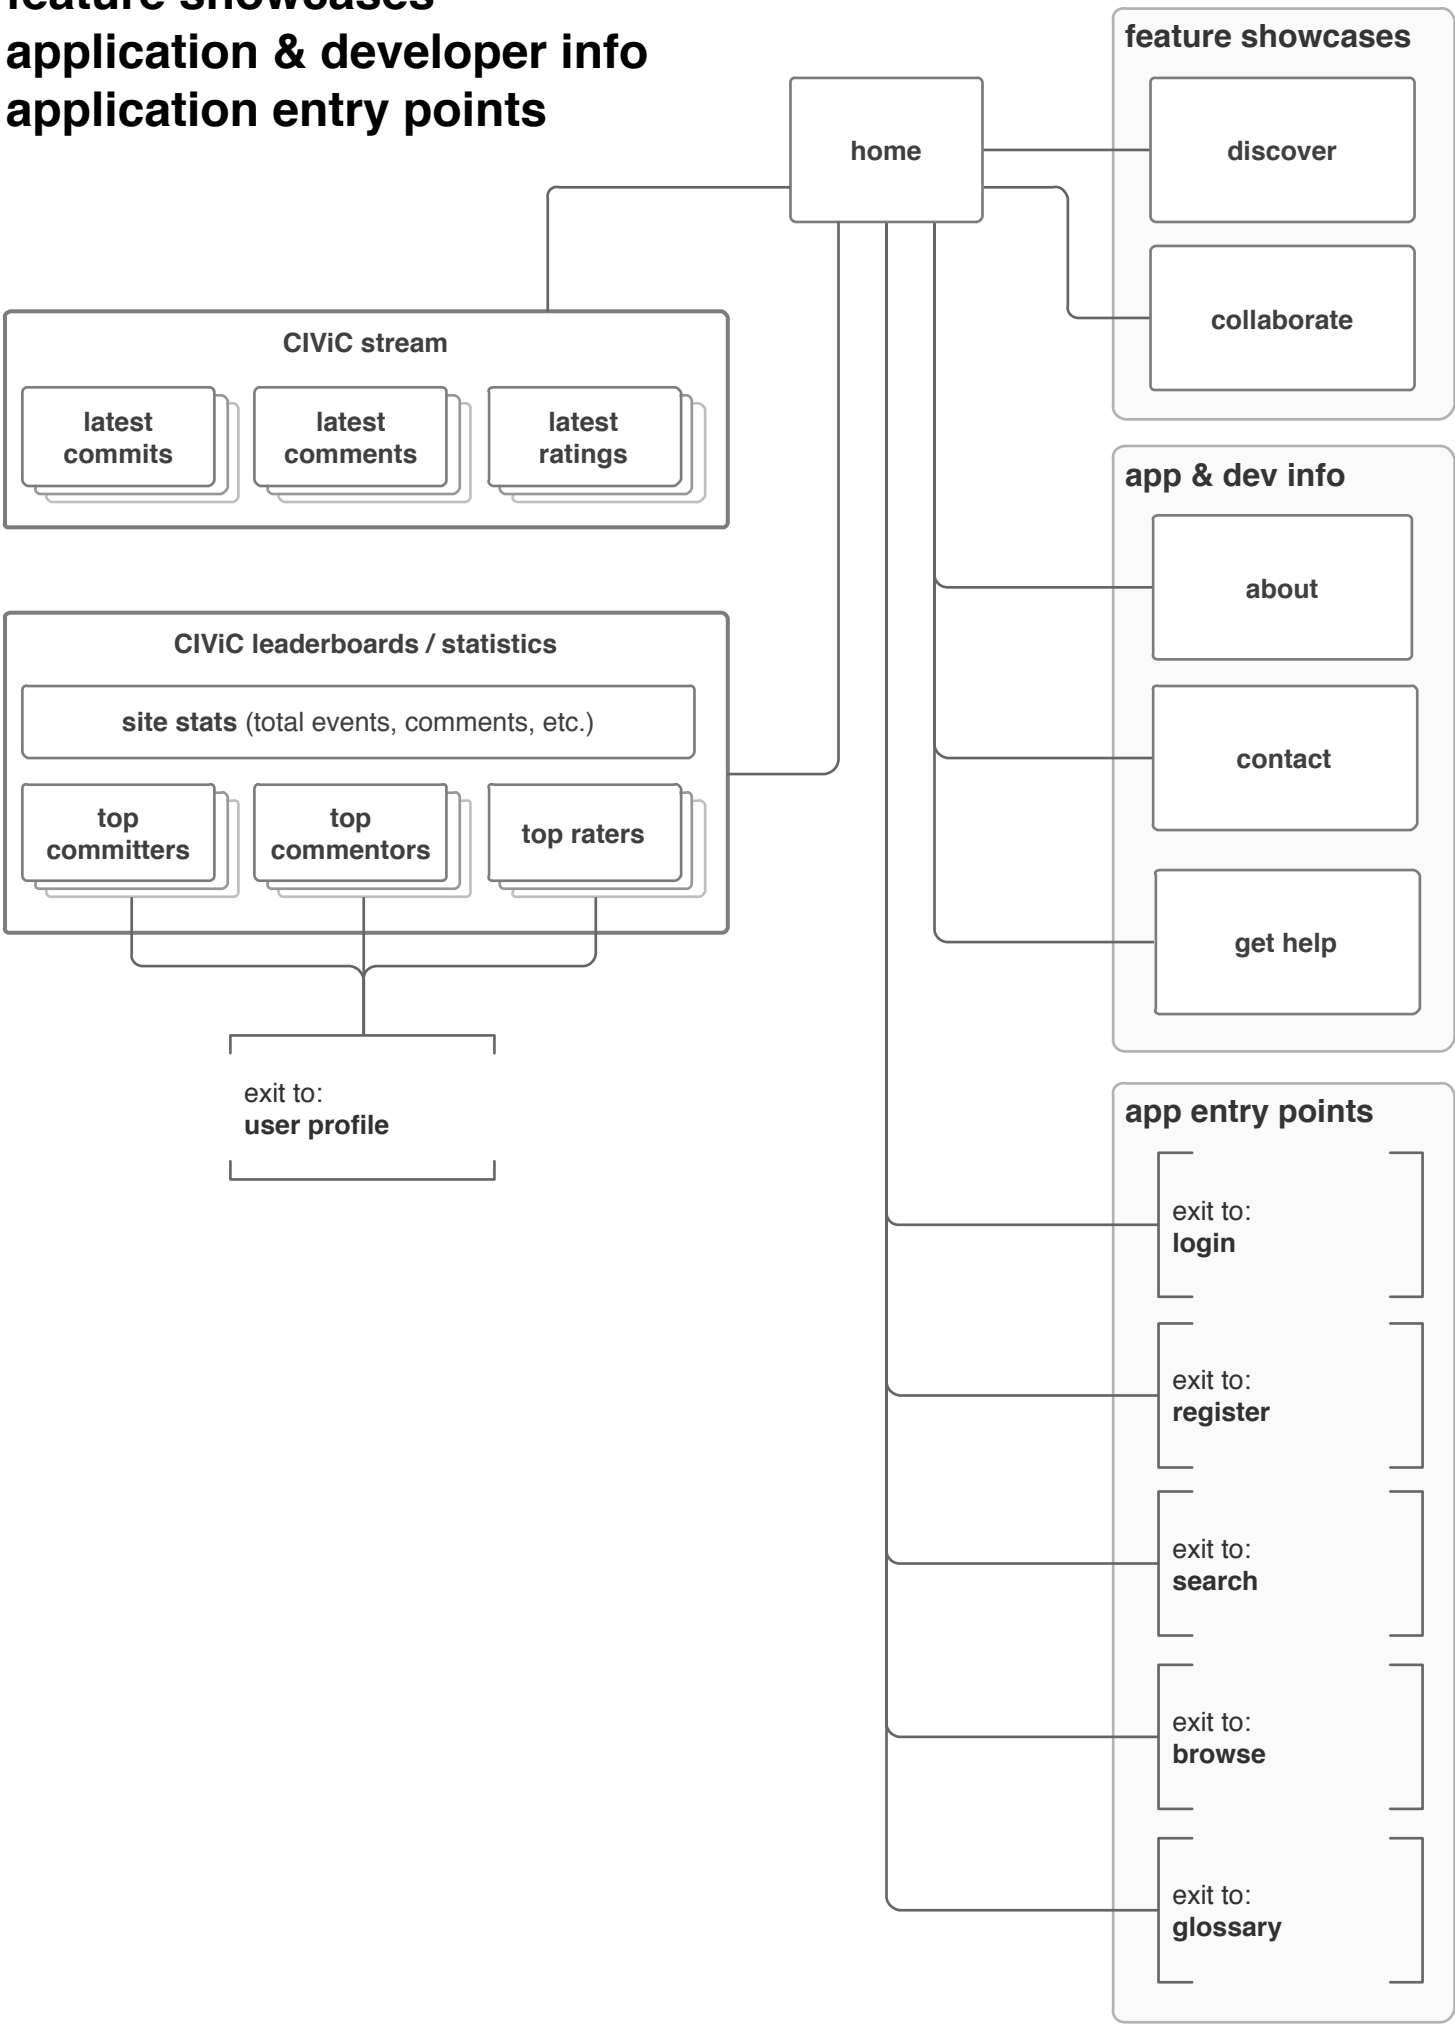 feature showcases
application & developer info
application entry points
home
feature showcases
discover
collaborate
CIViC stream
latest
commits
latest
comments
latest
ratings
app & dev info
about
contact
get help
CIViC leaderboards / statistics
site stats (total events, comments, etc.)
top
committers
top
commentors
top raters
exit to:
user profile
app entry points
exit to:
login
exit to:
register
exit to:
search
exit to:
browse
exit to:
glossary